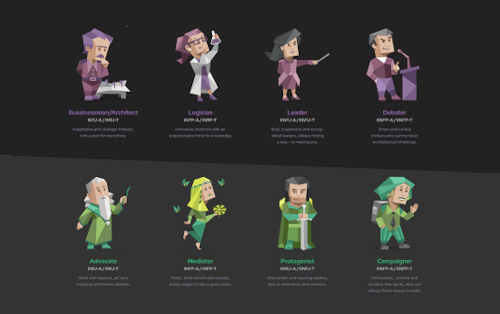 Bussinessman/Architect
INTJ-A / INTJ-T
Imaginative and strategic thinkers,
with a plan for everything.
Logician
INTP-A / INTP-T
Innovative inventors with an
unquenchable thirst for knowledge.
Leader
ENTJ-A / ENTJ-T
Bold, imaginative and strong-
willed leaders, always finding
a way - or making one.
Debater
ENTP-A / ENTP-T
Smart and curious
thinkers who cannot resist
an intellectual challenge.
Advocate
INFJ-A / INFJ-T
Quiet and mystical, yet very
inspiring and tireless idealists.
Mediator
INFP-A / INFP-T
Poetic, kind and altruistic people,
always eager to help a good cause.
Protagonist
ENFJ-A / ENFJ-T
Charismatic and inspiring leaders,
able to mesmerize their listeners.
Campaigner
ENFP-A / ENFP-T
Enthusiastic, creative and
sociable free spirits, who can
always find a reason to smile.